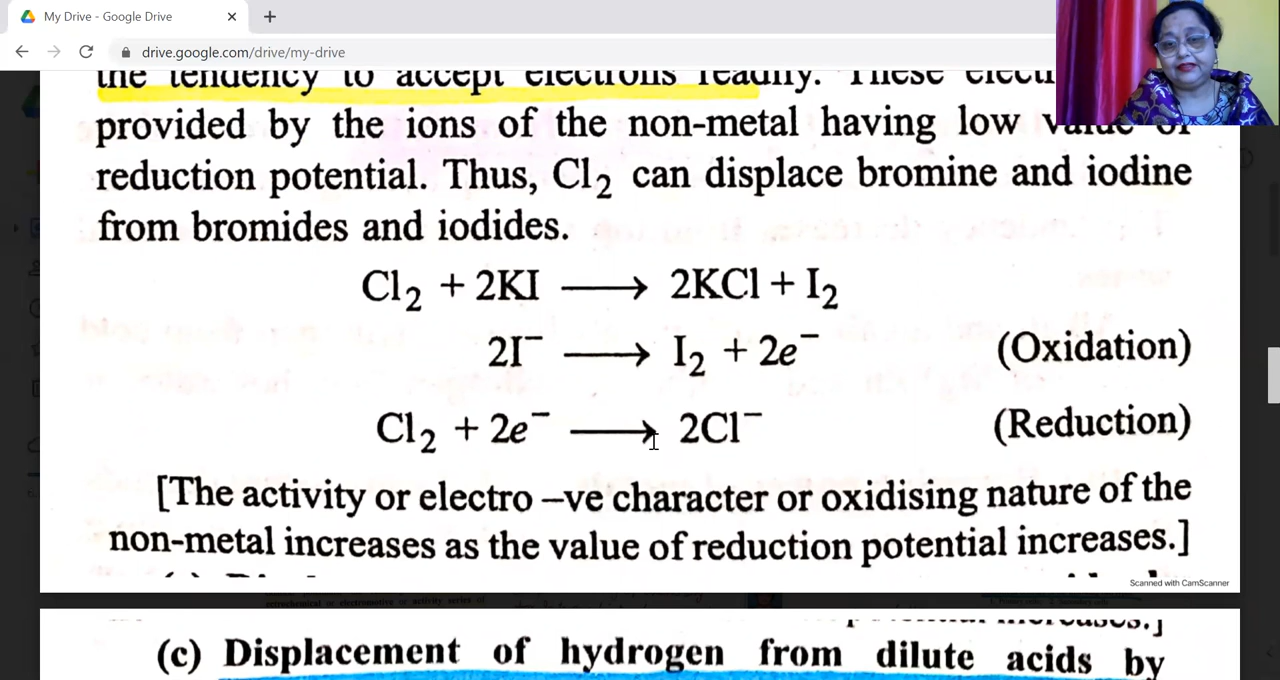 My Drive - Google Drive
drive.google.com/drive/my-drive
the tendency to accept electrons readily. These
provided by the ions of the non-metal having low value of
reduction potential. Thus, Cl₂ can displace bromine and iodine
from bromides and iodides.
Cl₂ + 2KI ⟶ 2KCl + I₂
2I⁻ ⟶ I₂ + 2e⁻ (Oxidation)
Cl₂ + 2e⁻ ⟶ 2Cl⁻ (Reduction)
[The activity or electro –ve character or oxidising nature of the
non-metal increases as the value of reduction potential increases.]
Scanned with CamScanner
(c) Displacement of hydrogen from dilute acids by